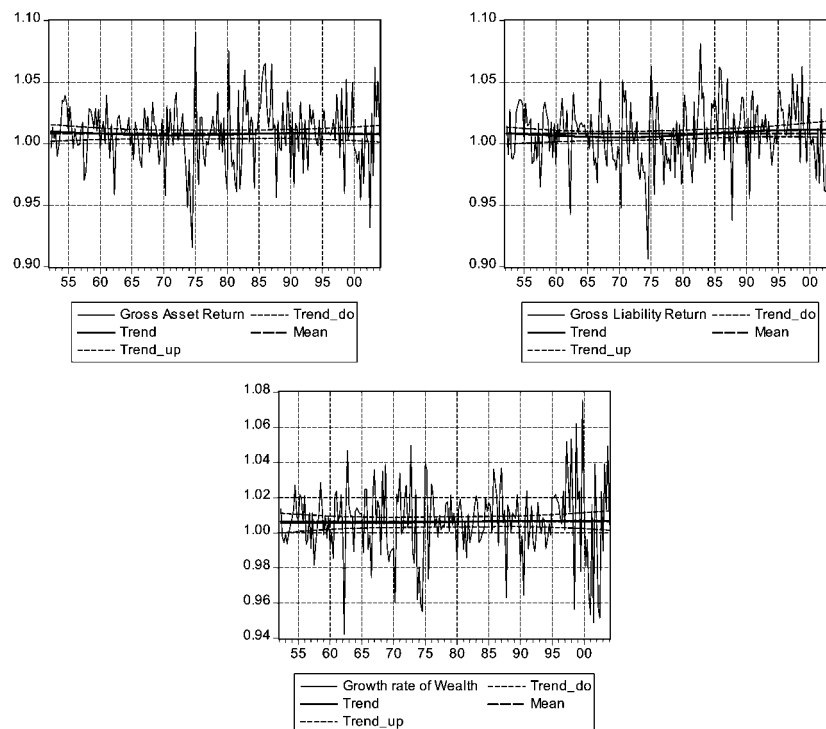 1.10
1.05
1.00
0.95
0.90
55 60 65 70 75 80 85 90 95 00
Gross Asset Return Trend_do
Trend Mean
Trend_up
1.10
1.05
1.00
0.95
0.90
55 60 65 70 75 80 85 90 95 00
Gross Liability Return Trend_do
Trend Mean
Trend_up
1.08
1.06
1.04
1.02
1.00
0.98
0.96
0.94
55 60 65 70 75 80 85 90 95 00
Growth rate of Wealth Trend_do
Trend Mean
Trend_up